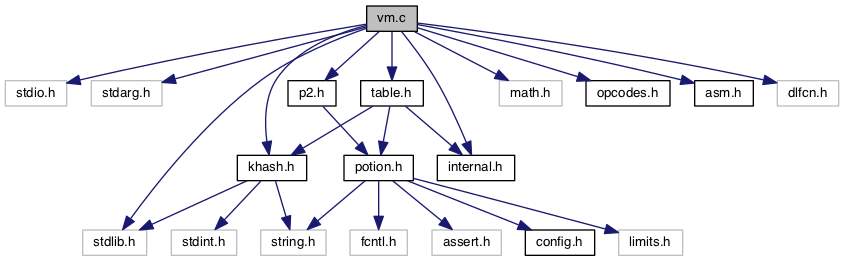 vm.c
stdio.h
stdarg.h
p2.h
table.h
math.h
opcodes.h
asm.h
dlfcn.h
khash.h
potion.h
internal.h
stdlib.h
stdint.h
string.h
fcntl.h
assert.h
config.h
limits.h